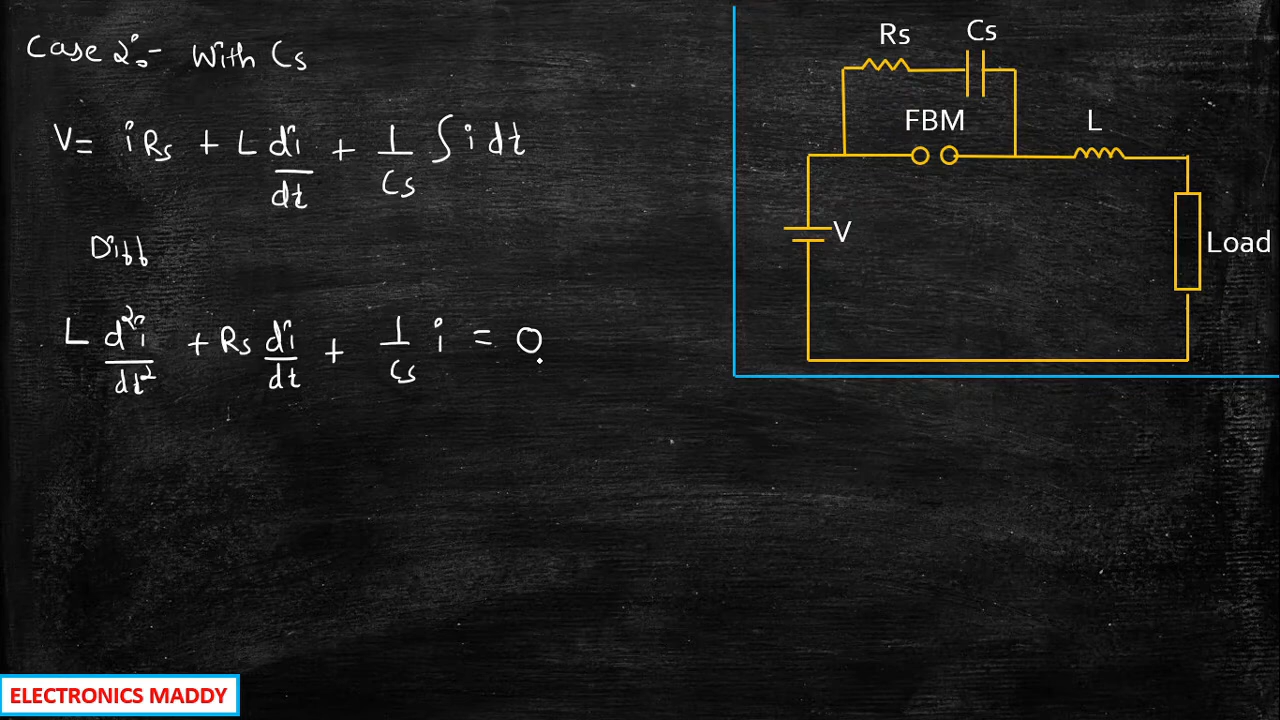 Case 2:- With Cs
V= iRs + L di/dt + 1/Cs ∫ i dt
Diff
L d²i/dt² + Rs di/dt + 1/Cs i = 0
Rs
Cs
FBM
L
V
Load
ELECTRONICS MADDY